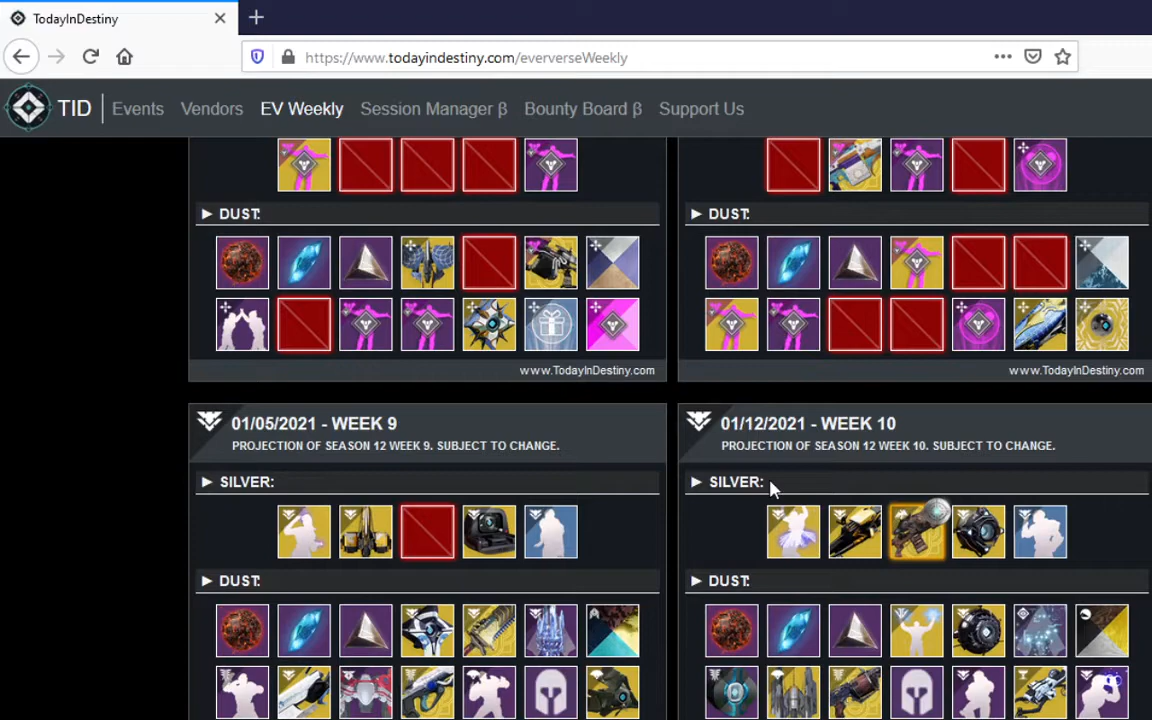 TodayInDestiny
https://www.todayindestiny.com/eververseWeekly
TID Events Vendors EV Weekly Session Manager β Bounty Board β Support Us
DUST:
www.TodayInDestiny.com
DUST:
www.TodayInDestiny.com
01/05/2021 - WEEK 9
PROJECTION OF SEASON 12 WEEK 9. SUBJECT TO CHANGE.
SILVER:
DUST:
01/12/2021 - WEEK 10
PROJECTION OF SEASON 12 WEEK 10. SUBJECT TO CHANGE.
SILVER:
DUST: